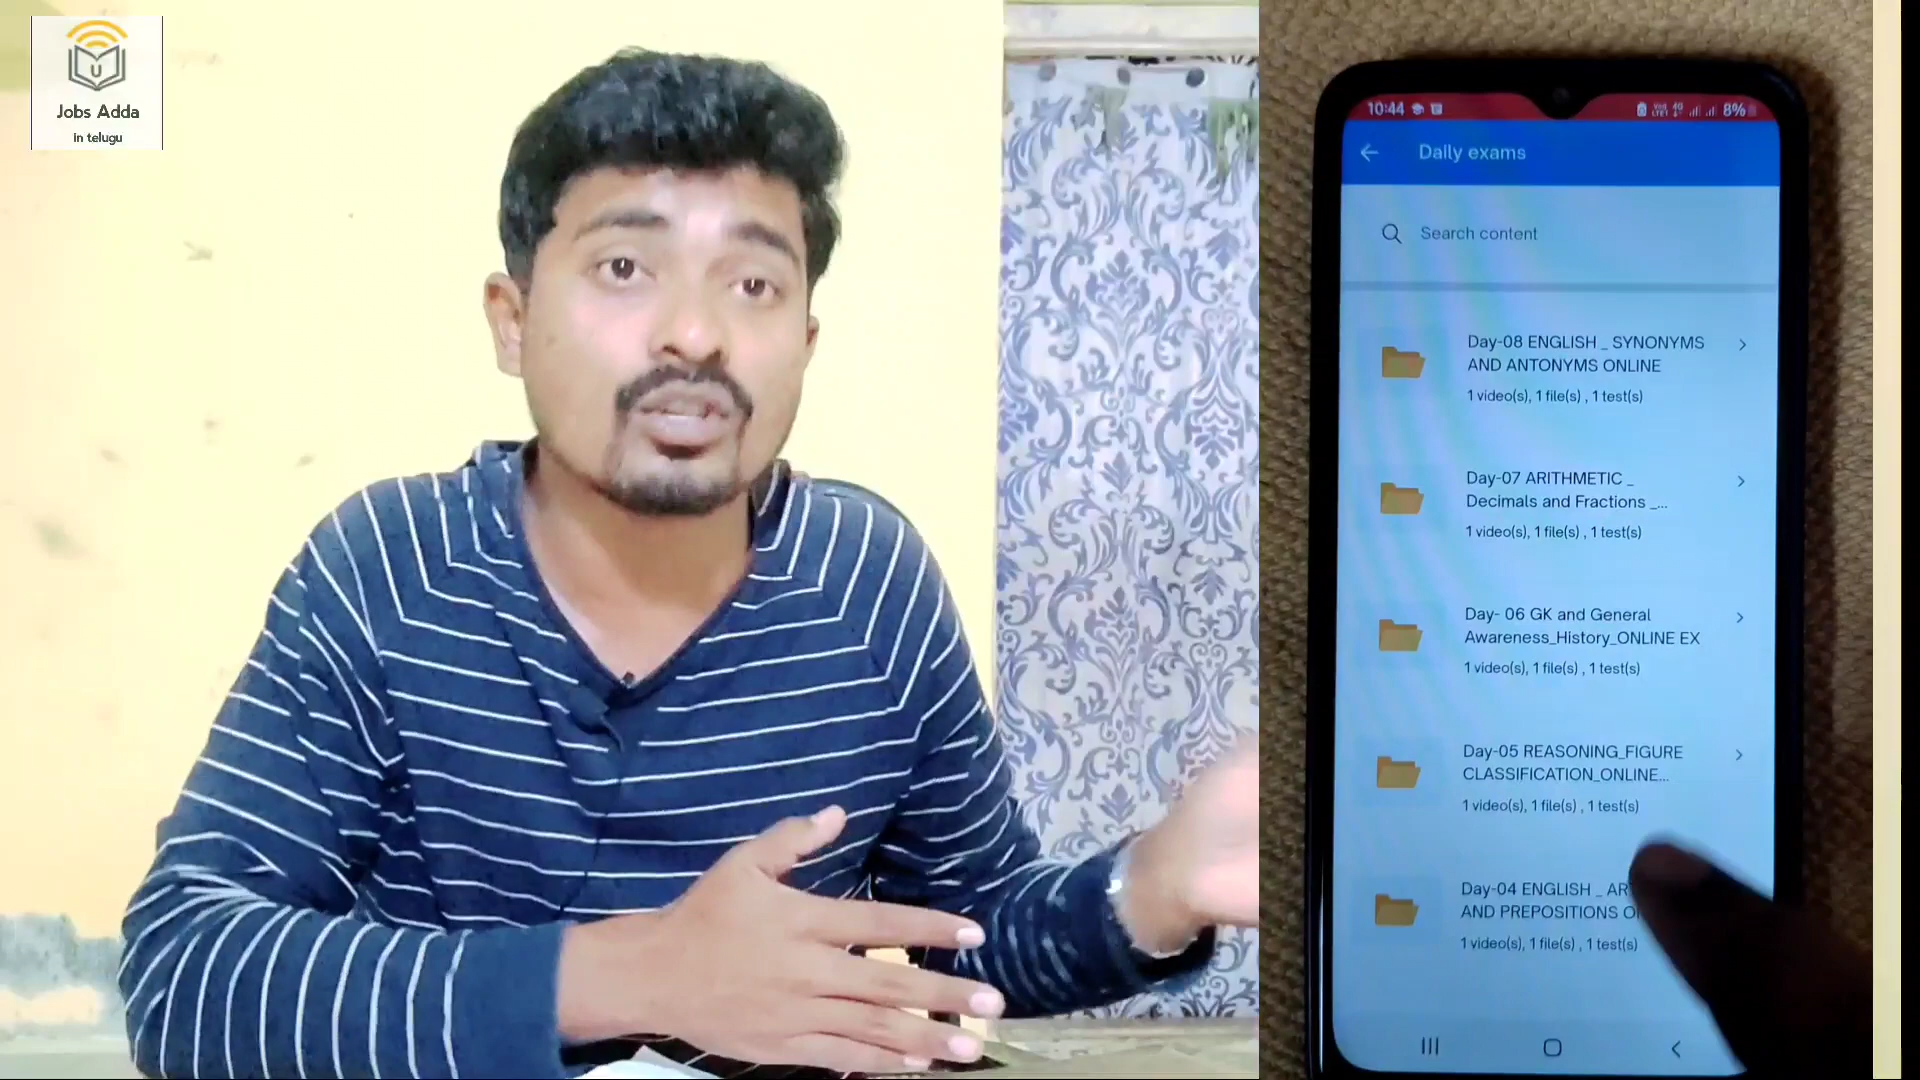 U
Jobs Adda
in telugu
10:44
8%
Daily exams
Search content
Day-08 ENGLISH _ SYNONYMS
AND ANTONYMS ONLINE
1 video(s), 1 file(s) , 1 test(s)
Day-07 ARITHMETIC _
Decimals and Fractions _...
1 video(s), 1 file(s) , 1 test(s)
Day- 06 GK and General
Awareness_History_ONLINE EX
1 video(s), 1 file(s) , 1 test(s)
Day-05 REASONING_FIGURE
CLASSIFICATION_ONLINE...
1 video(s), 1 file(s) , 1 test(s)
Day-04 ENGLISH _ AR
AND PREPOSITIONS
1 video(s), 1 file(s) , 1 test(s)